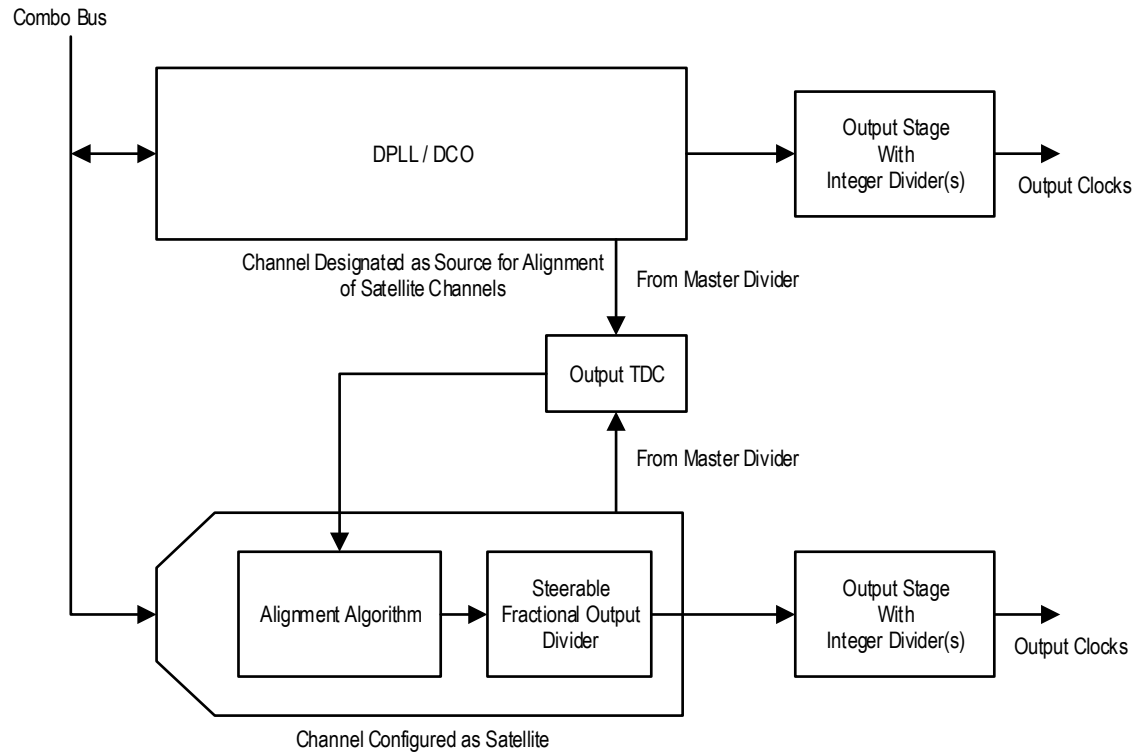 Combo Bus
DPLL / DCO
Output Stage
With
Integer Divider(s)
Output Clocks
Channel Designated as Source for Alignment
of Satellite Channels
From Master Divider
Output TDC
From Master Divider
Alignment Algorithm
Steerable
Fractional Output
Divider
Output Stage
With
Integer Divider(s)
Output Clocks
Channel Configured as Satellite